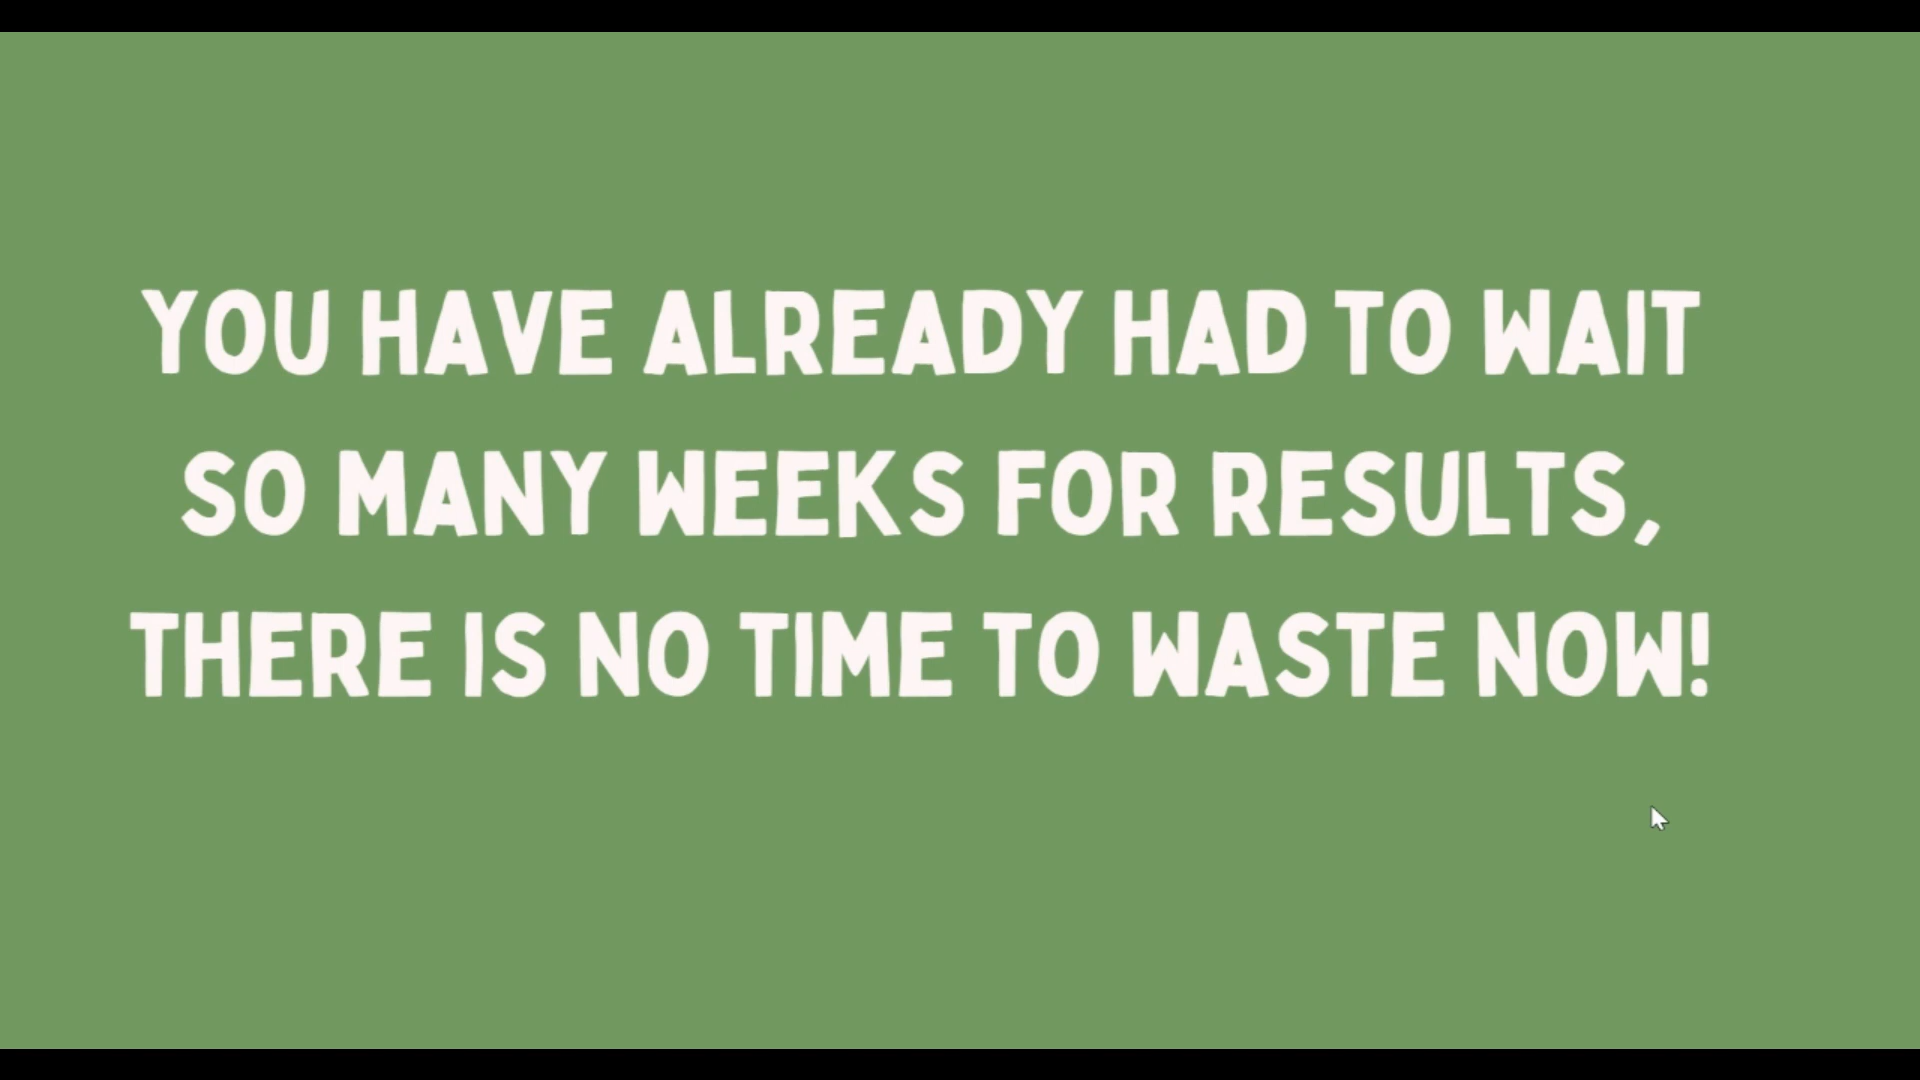 YOU HAVE ALREADY HAD TO WAIT
SO MANY WEEKS FOR RESULTS,
THERE IS NO TIME TO WASTE NOW!